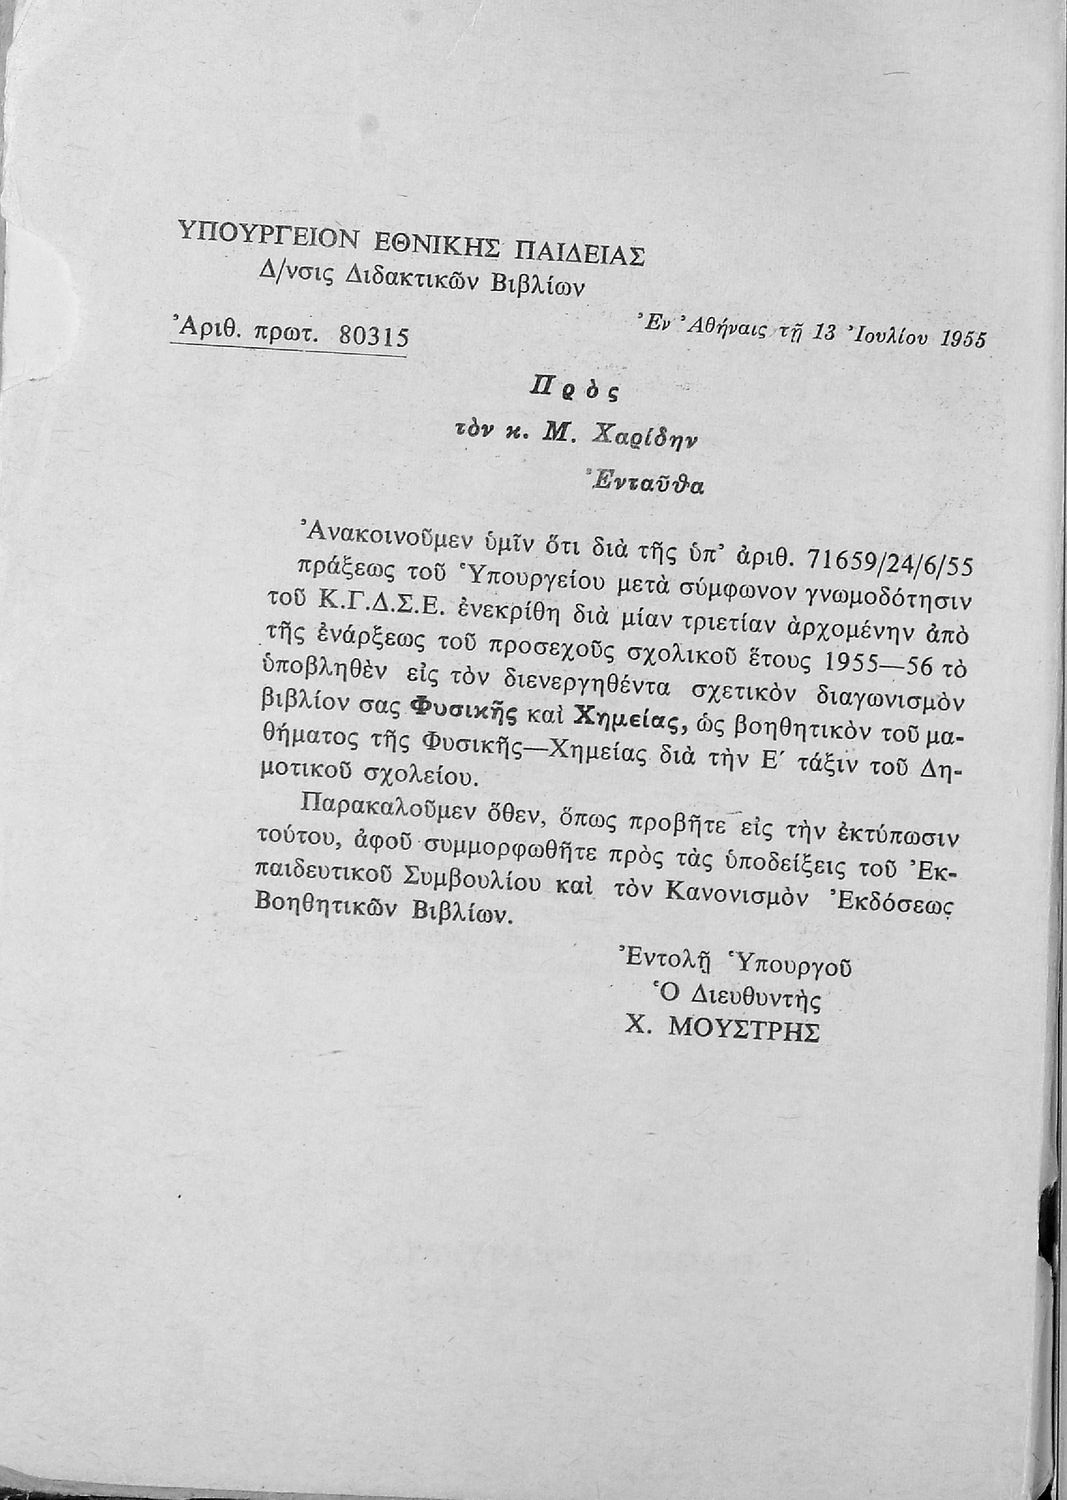 ΥΠΟΥΡΓΕΙΟΝ ΕΘΝΙΚΗΣ ΠΑΙΔΕΙΑΣ
Δ/νσις Διδακτικῶν Βιβλίων
Ἀριθ. πρωτ. 80315
Ἐν Ἀθήναις τῇ 13 Ἰουλίου 1955
Πρὸς
τὸν κ. Μ. Χαρίδην
Ἐνταῦθα
Ἀνακοινοῦμεν ὑμῖν ὅτι διὰ τῆς ὑπ' ἀριθ. 71659/24/6/55
πράξεως τοῦ Ὑπουργείου μετὰ σύμφωνον γνωμοδότησιν
τοῦ Κ.Γ.Δ.Σ.Ε. ἐνεκρίθη διὰ μίαν τριετίαν ἀρχομένην ἀπὸ
τῆς ἐνάρξεως τοῦ προσεχοῦς σχολικοῦ ἔτους 1955—56 τὸ
ὑποβληθὲν εἰς τὸν διενεργηθέντα σχετικὸν διαγωνισμὸν
βιβλίον σας Φυσικῆς καὶ Χημείας, ὡς βοηθητικὸν τοῦ μα-
θήματος τῆς Φυσικῆς—Χημείας διὰ τὴν Ε΄ τάξιν τοῦ Δη-
μοτικοῦ σχολείου.
Παρακαλοῦμεν ὅθεν, ὅπως προβῆτε εἰς τὴν ἐκτύπωσιν
τούτου, ἀφοῦ συμμορφωθῆτε πρὸς τὰς ὑποδείξεις τοῦ Ἐκ-
παιδευτικοῦ Συμβουλίου καὶ τὸν Κανονισμὸν Ἐκδόσεως
Βοηθητικῶν Βιβλίων.
Ἐντολῇ Ὑπουργοῦ
Ὁ Διευθυντὴς
Χ. ΜΟΥΣΤΡΗΣ